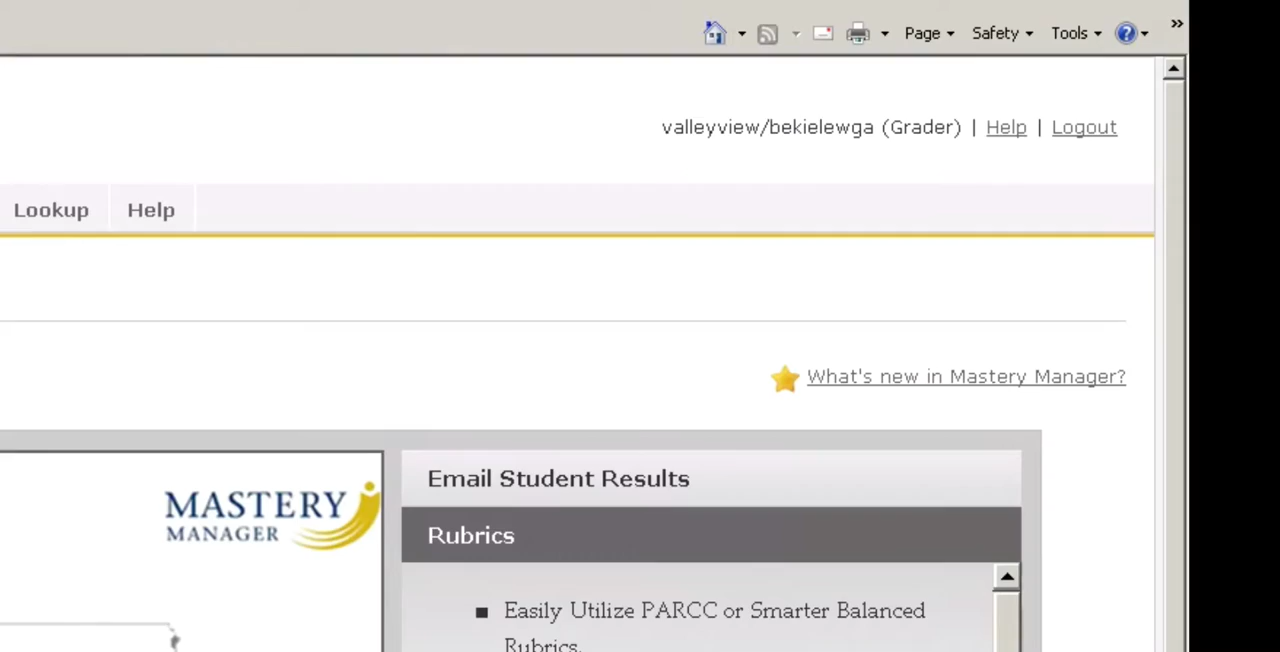 Page Safety Tools »
valleyview/bekielewga (Grader) | Help | Logout
Lookup Help
What's new in Mastery Manager?
MASTERY
MANAGER
Email Student Results
Rubrics
Easily Utilize PARCC or Smarter Balanced
Rubrics.